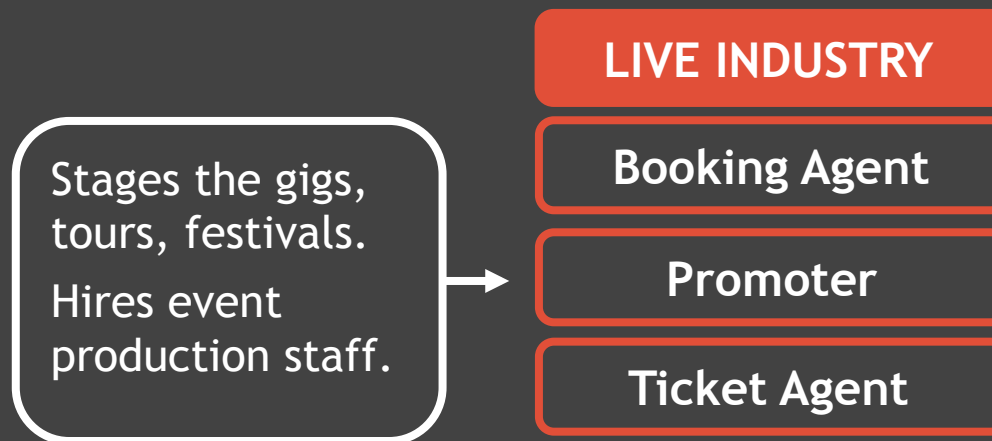 LIVE INDUSTRY
Booking Agent
Stages the gigs,
tours, festivals.
Hires event
production staff.
Promoter
Ticket Agent